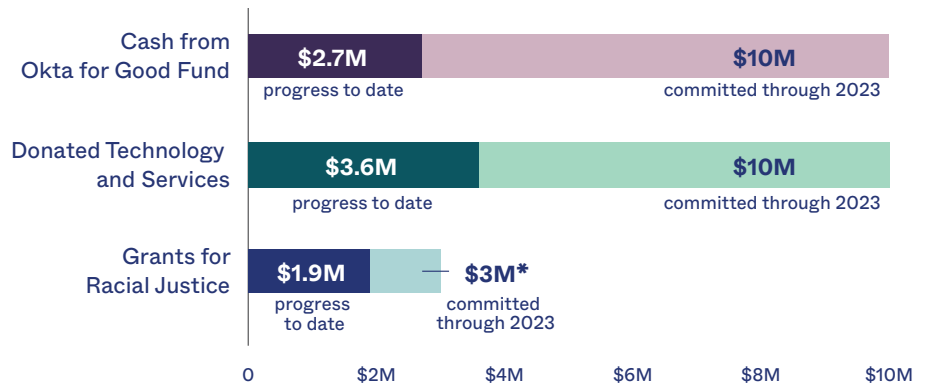 Cash from
Okta for Good Fund
$2.7M
$10M
progress to date
committed through 2023
Donated Technology
and Services
$3.6M
$10M
progress to date
committed through 2023
Grants for
Racial Justice
$1.9M
$3M*
progress
to date
committed
through 2023
0 $2M $4M $6M $8M $10M